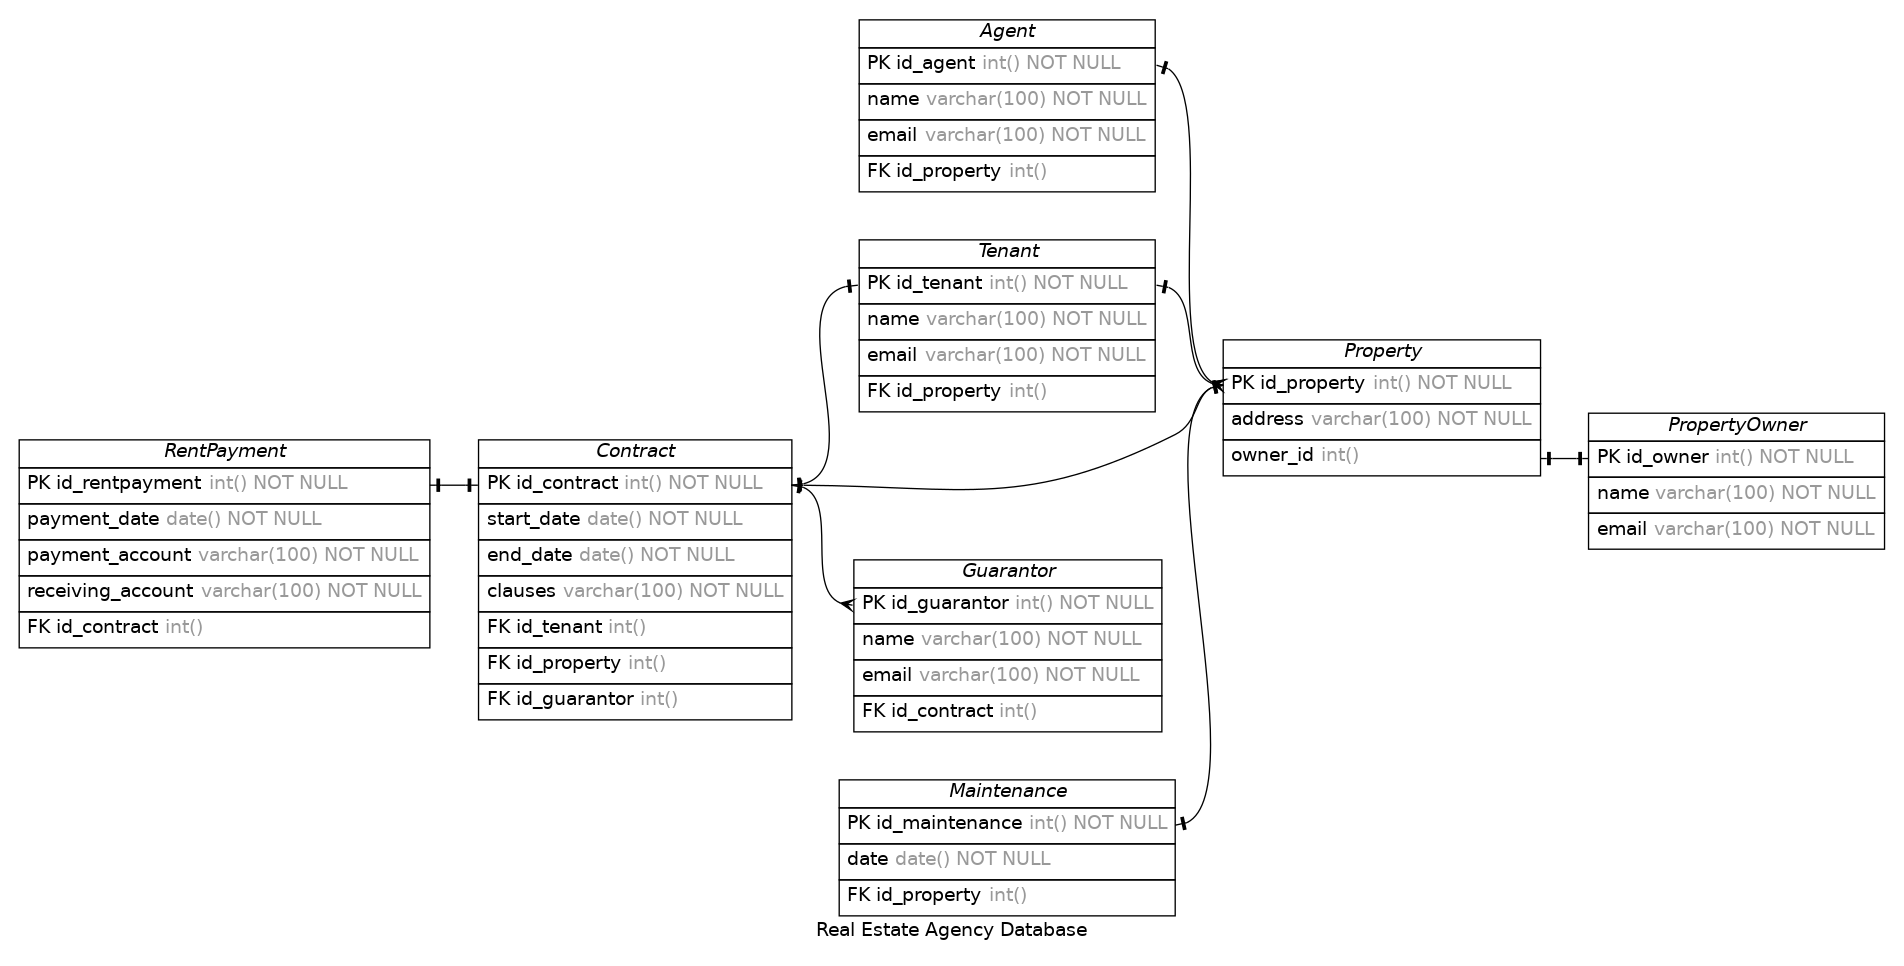 Agent
PK id_agent int() NOT NULL
name varchar(100) NOT NULL
email varchar(100) NOT NULL
FK id_property int()
Tenant
PK id_tenant int() NOT NULL
name varchar(100) NOT NULL
email varchar(100) NOT NULL
FK id_property int()
Property
PK id_property int() NOT NULL
address varchar(100) NOT NULL
owner_id int()
PropertyOwner
PK id_owner int() NOT NULL
name varchar(100) NOT NULL
email varchar(100) NOT NULL
RentPayment
PK id_rentpayment int() NOT NULL
payment_date date() NOT NULL
payment_account varchar(100) NOT NULL
receiving_account varchar(100) NOT NULL
FK id_contract int()
Contract
PK id_contract int() NOT NULL
start_date date() NOT NULL
end_date date() NOT NULL
clauses varchar(100) NOT NULL
FK id_tenant int()
FK id_property int()
FK id_guarantor int()
Guarantor
PK id_guarantor int() NOT NULL
name varchar(100) NOT NULL
email varchar(100) NOT NULL
FK id_contract int()
Maintenance
PK id_maintenance int() NOT NULL
date date() NOT NULL
FK id_property int()
Real Estate Agency Database